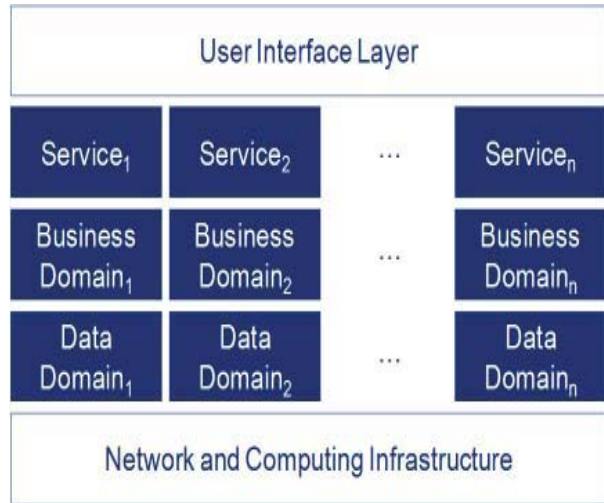 User Interface Layer
Service₁ Service₂ ... Serviceₙ
Business Business Business
Domain₁ Domain₂ ... Domainₙ
Data Data Data
Domain₁ Domain₂ ... Domainₙ
Network and Computing Infrastructure